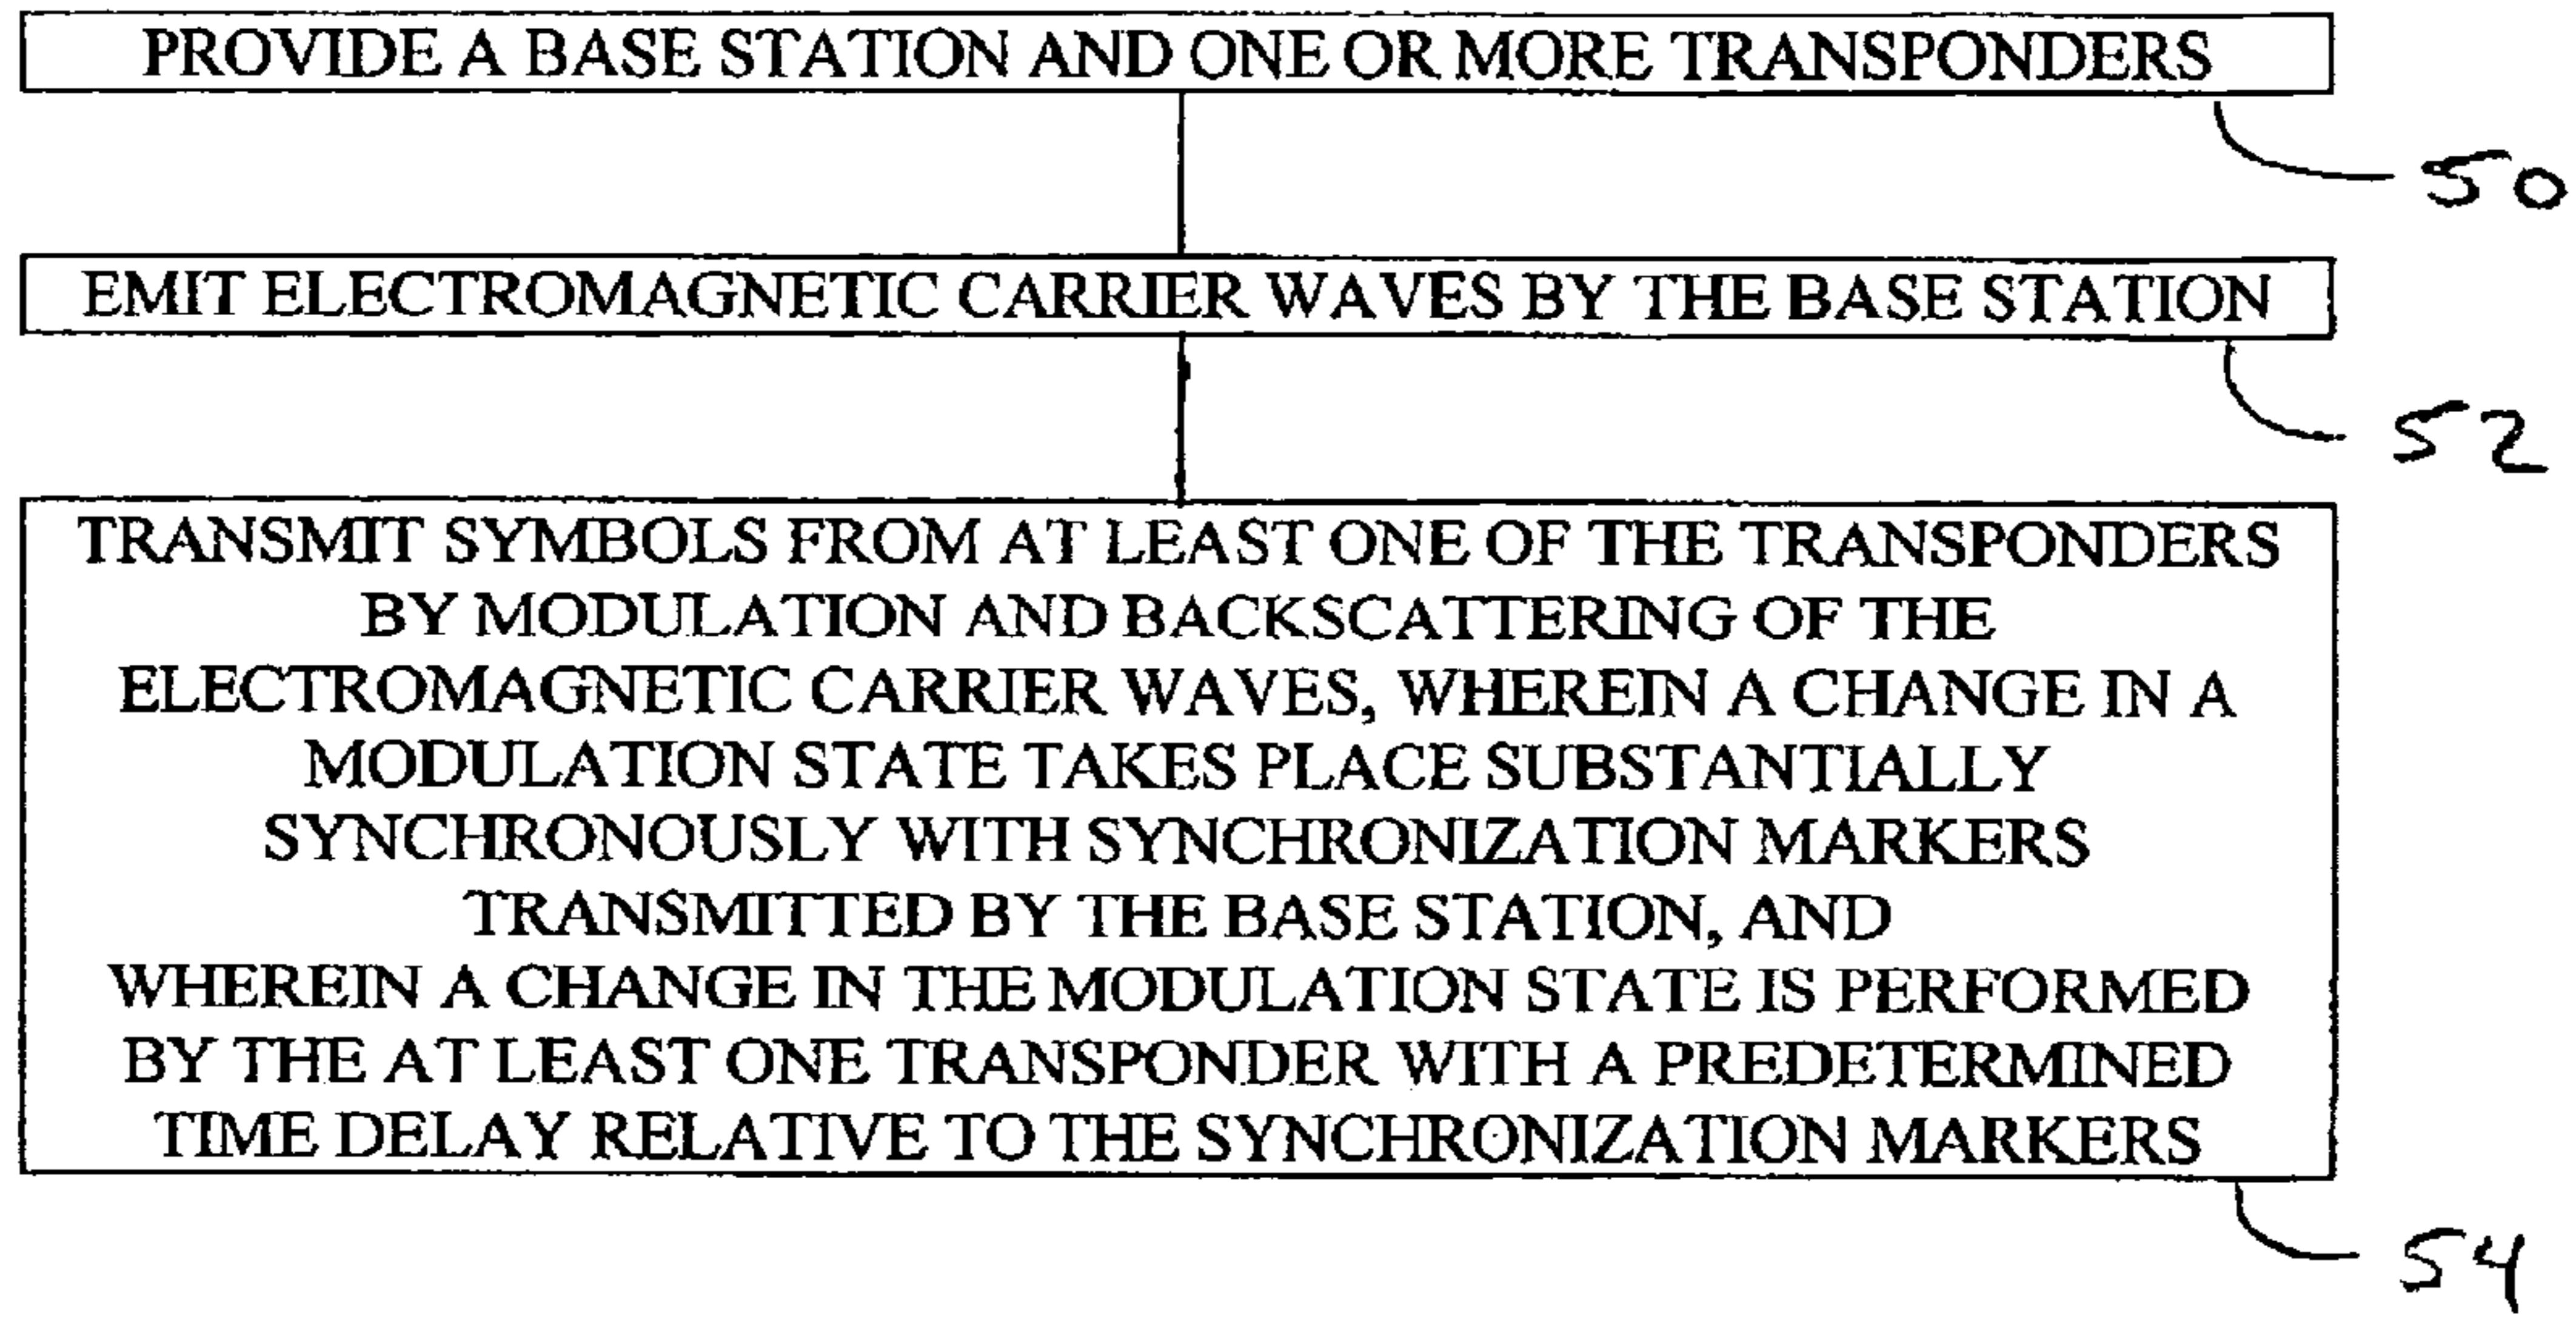 PROVIDE A BASE STATION AND ONE OR MORE TRANSPONDERS
50
EMIT ELECTROMAGNETIC CARRIER WAVES BY THE BASE STATION
52
TRANSMIT SYMBOLS FROM AT LEAST ONE OF THE TRANSPONDERS
BY MODULATION AND BACKSCATTERING OF THE
ELECTROMAGNETIC CARRIER WAVES, WHEREIN A CHANGE IN A
MODULATION STATE TAKES PLACE SUBSTANTIALLY
SYNCHRONOUSLY WITH SYNCHRONIZATION MARKERS
TRANSMITTED BY THE BASE STATION, AND
WHEREIN A CHANGE IN THE MODULATION STATE IS PERFORMED
BY THE AT LEAST ONE TRANSPONDER WITH A PREDETERMINED
TIME DELAY RELATIVE TO THE SYNCHRONIZATION MARKERS
54